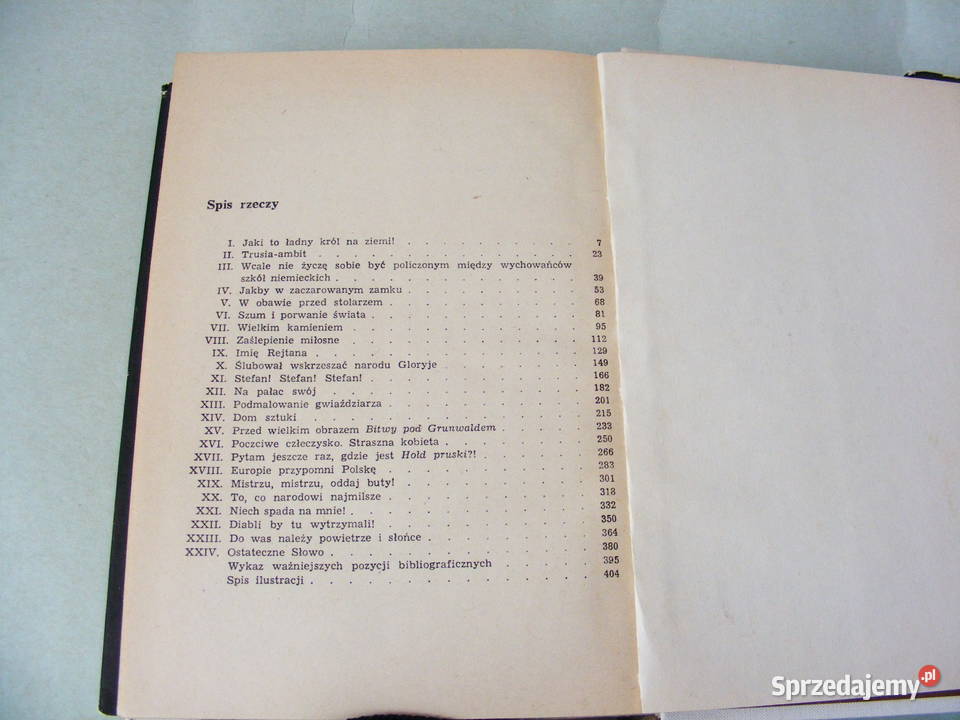 Spis rzeczy
I. Jaki to ładny król na ziemi! . . . . . . . . . . 7
II. Trusia-ambit . . . . . . . . . . . . . 23
III. Wcale nie życzę sobie być policzonym między wychowańców
szkół niemieckich . . . . . . . . . . . . 39
IV. Jakby w zaczarowanym zamku . . . . . . . . . 53
V. W obawie przed stolarzem . . . . . . . . . . 68
VI. Szum i porwanie świata . . . . . . . . . . . 81
VII. Wielkim kamieniem . . . . . . . . . . . . 95
VIII. Zaślepienie miłosne . . . . . . . . . . . . 112
IX. Imię Rejtana . . . . . . . . . . . . . 129
X. Ślubował wskrzeszać narodu Gloryje . . . . . . . . 149
XI. Stefan! Stefan! Stefan! . . . . . . . . . . . 166
XII. Na pałac swój . . . . . . . . . . . . . 182
XIII. Podmalowanie gwiaździarza . . . . . . . . . . 201
XIV. Dom sztuki . . . . . . . . . . . . . . 215
XV. Przed wielkim obrazem Bitwy pod Grunwaldem . . . . . 233
XVI. Poczciwe człeczysko. Straszna kobieta . . . . . . . 250
XVII. Pytam jeszcze raz, gdzie jest Hołd pruski?! . . . . . . 266
XVIII. Europie przypomni Polskę . . . . . . . . . . 283
XIX. Mistrzu, mistrzu, oddaj buty! . . . . . . . . . 301
XX. To, co narodowi najmilsze . . . . . . . . . . 318
XXI. Niech spada na mnie! . . . . . . . . . . . 332
XXII. Diabli by tu wytrzymali! . . . . . . . . . . 350
XXIII. Do was należy powietrze i słońce . . . . . . . . 364
XXIV. Ostateczne Słowo . . . . . . . . . . . . 380
Wykaz ważniejszych pozycji bibliograficznych . . . . . 395
Spis ilustracji . . . . . . . . . . . . . 404
Sprzedajemy.pl